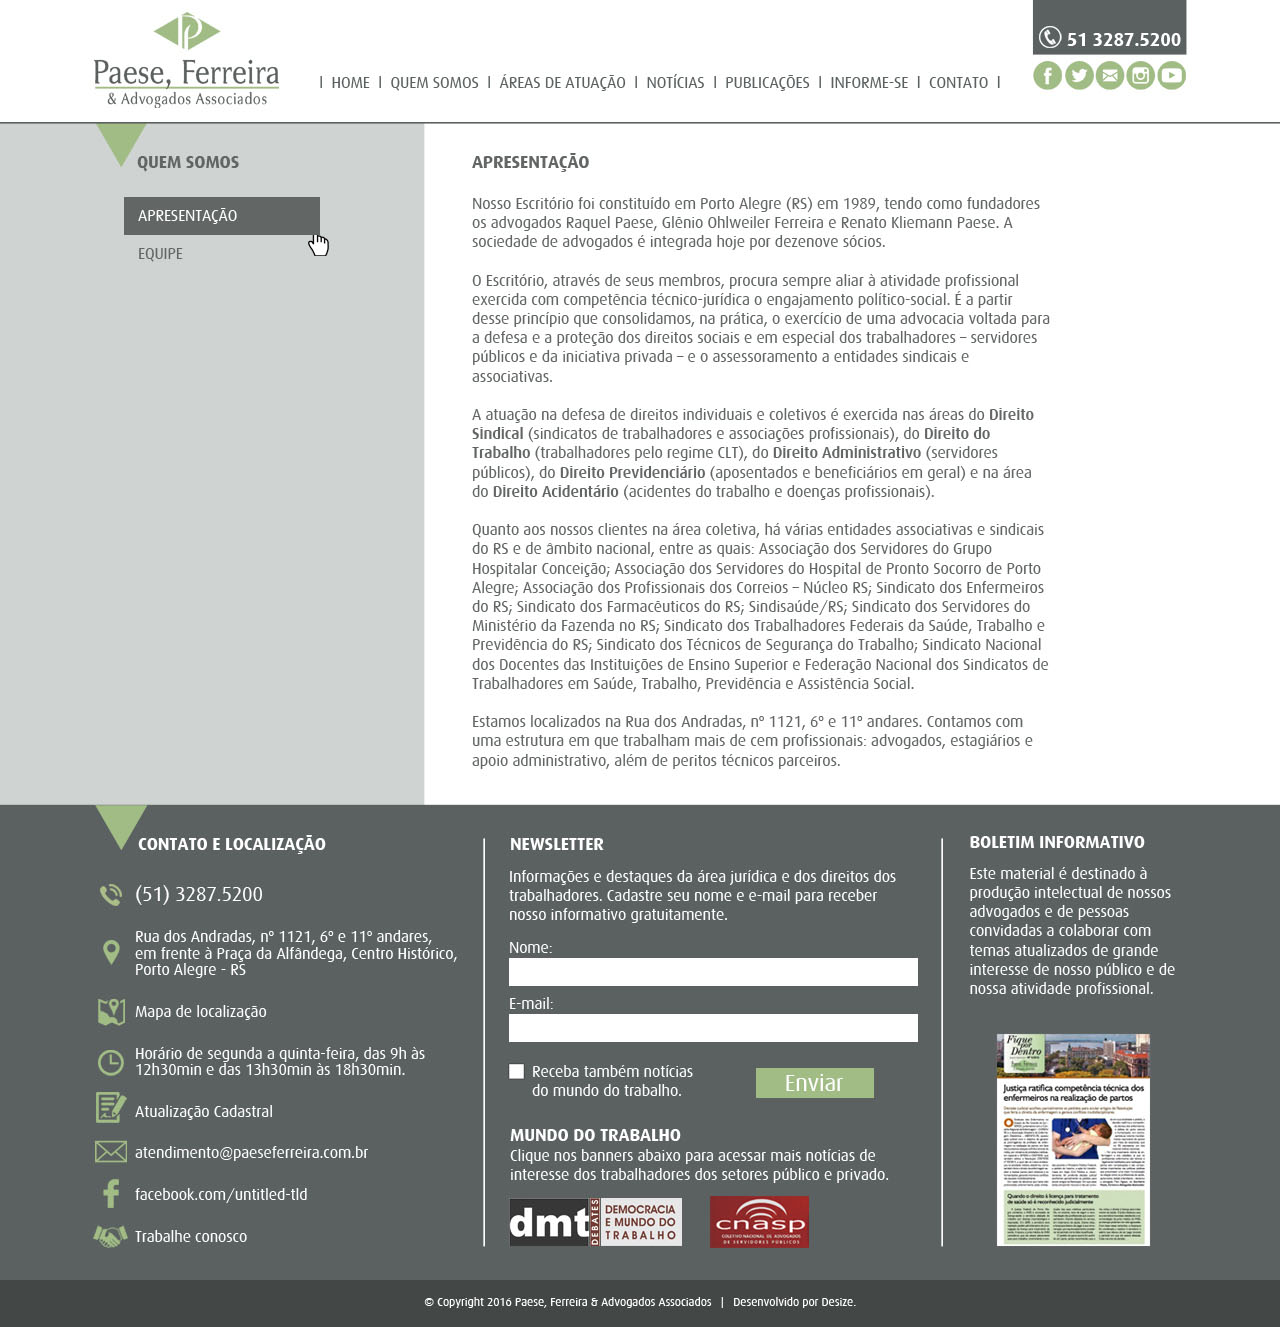 Paese, Ferreira
& Advogados Associados
| HOME | QUEM SOMOS | ÁREAS DE ATUAÇÃO | NOTÍCIAS | PUBLICAÇÕES | INFORME-SE | CONTATO |
51 3287.5200
QUEM SOMOS
APRESENTAÇÃO
EQUIPE
APRESENTAÇÃO
Nosso Escritório foi constituído em Porto Alegre (RS) em 1989, tendo como fundadores
os advogados Raquel Paese, Glênio Ohlweiler Ferreira e Renato Kliemann Paese. A
sociedade de advogados é integrada hoje por dezenove sócios.
O Escritório, através de seus membros, procura sempre aliar à atividade profissional
exercida com competência técnico-jurídica o engajamento político-social. É a partir
desse princípio que consolidamos, na prática, o exercício de uma advocacia voltada para
a defesa e a proteção dos direitos sociais e em especial dos trabalhadores – servidores
públicos e da iniciativa privada – e o assessoramento a entidades sindicais e
associativas.
A atuação na defesa de direitos individuais e coletivos é exercida nas áreas do Direito
Sindical (sindicatos de trabalhadores e associações profissionais), do Direito do
Trabalho (trabalhadores pelo regime CLT), do Direito Administrativo (servidores
públicos), do Direito Previdenciário (aposentados e beneficiários em geral) e na área
do Direito Acidentário (acidentes do trabalho e doenças profissionais).
Quanto aos nossos clientes na área coletiva, há várias entidades associativas e sindicais
do RS e de âmbito nacional, entre as quais: Associação dos Servidores do Grupo
Hospitalar Conceição; Associação dos Servidores do Hospital de Pronto Socorro de Porto
Alegre; Associação dos Profissionais dos Correios – Núcleo RS; Sindicato dos Enfermeiros
do RS; Sindicato dos Farmacêuticos do RS; Sindisaúde/RS; Sindicato dos Servidores do
Ministério da Fazenda no RS; Sindicato dos Trabalhadores Federais da Saúde, Trabalho e
Previdência do RS; Sindicato dos Técnicos de Segurança do Trabalho; Sindicato Nacional
dos Docentes das Instituições de Ensino Superior e Federação Nacional dos Sindicatos de
Trabalhadores em Saúde, Trabalho, Previdência e Assistência Social.
Estamos localizados na Rua dos Andradas, nº 1121, 6º e 11º andares. Contamos com
uma estrutura em que trabalham mais de cem profissionais: advogados, estagiários e
apoio administrativo, além de peritos técnicos parceiros.
CONTATO E LOCALIZAÇÃO
(51) 3287.5200
Rua dos Andradas, nº 1121, 6º e 11º andares,
em frente à Praça da Alfândega, Centro Histórico,
Porto Alegre - RS
Mapa de localização
Horário de segunda a quinta-feira, das 9h às
12h30min e das 13h30min às 18h30min.
Atualização Cadastral
atendimento@paeseferreira.com.br
facebook.com/untitled-tld
Trabalhe conosco
NEWSLETTER
Informações e destaques da área jurídica e dos direitos dos
trabalhadores. Cadastre seu nome e e-mail para receber
nosso informativo gratuitamente.
Nome:
E-mail:
Receba também notícias
do mundo do trabalho.
Enviar
MUNDO DO TRABALHO
Clique nos banners abaixo para acessar mais notícias de
interesse dos trabalhadores dos setores público e privado.
dmt
DEBATES
DEMOCRACIA
E MUNDO DO
TRABALHO
cnasp
COLETIVO NACIONAL DE ADVOGADOS
DE SERVIDORES PÚBLICOS
BOLETIM INFORMATIVO
Este material é destinado à
produção intelectual de nossos
advogados e de pessoas
convidadas a colaborar com
temas atualizados de grande
interesse de nosso público e de
nossa atividade profissional.
Fique
por
Dentro
Justiça ratifica competência técnica dos
enfermeiros na realização de partos
Quando o direito à licença para tratamento
de saúde só é reconhecido judicialmente
© Copyright 2016 Paese, Ferreira & Advogados Associados | Desenvolvido por Desize.